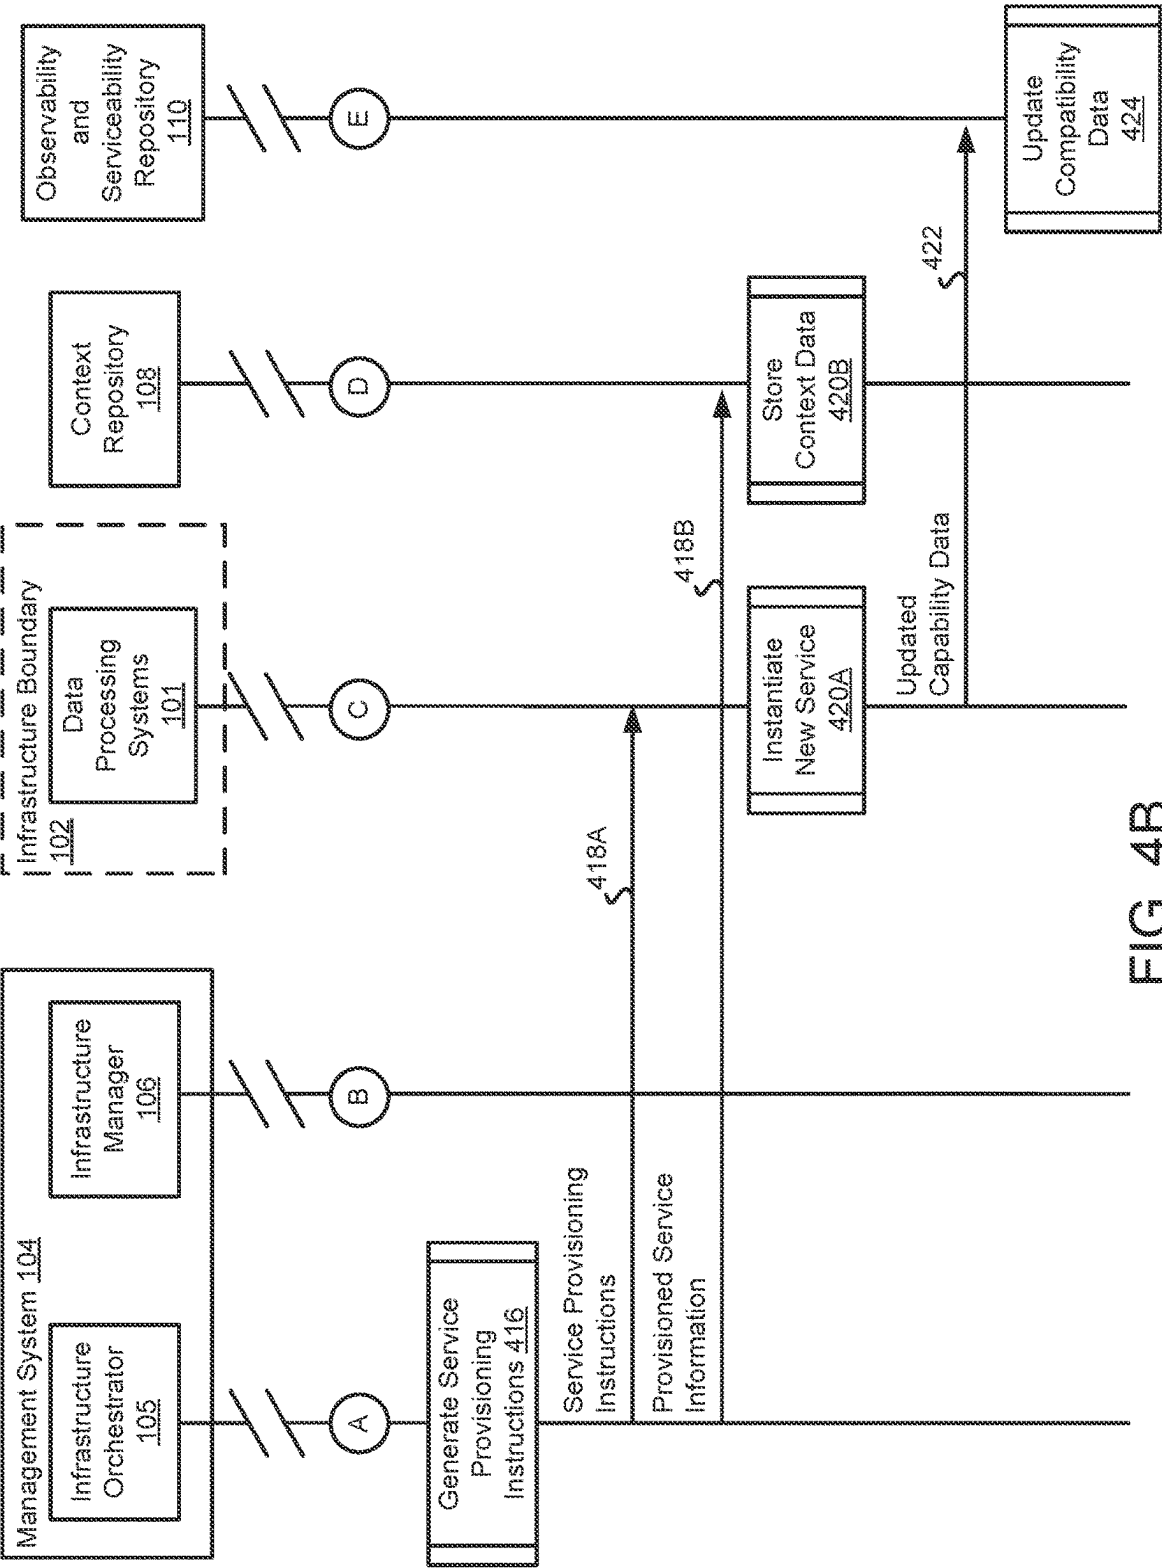 Management System 104
Infrastructure
Orchestrator
105
Infrastructure
Manager
106
Infrastructure Boundary
102
Data
Processing
Systems
101
Context
Repository
108
Observability
and
Serviceability
Repository
110
A
B
C
D
E
Generate Service
Provisioning
Instructions 416
Service Provisioning
Instructions
418A
Provisioned Service
Information
418B
Instantiate
New Service
420A
Store
Context Data
420B
Updated
Capability Data
422
Update
Compatibility
Data
424
FIG. 4B